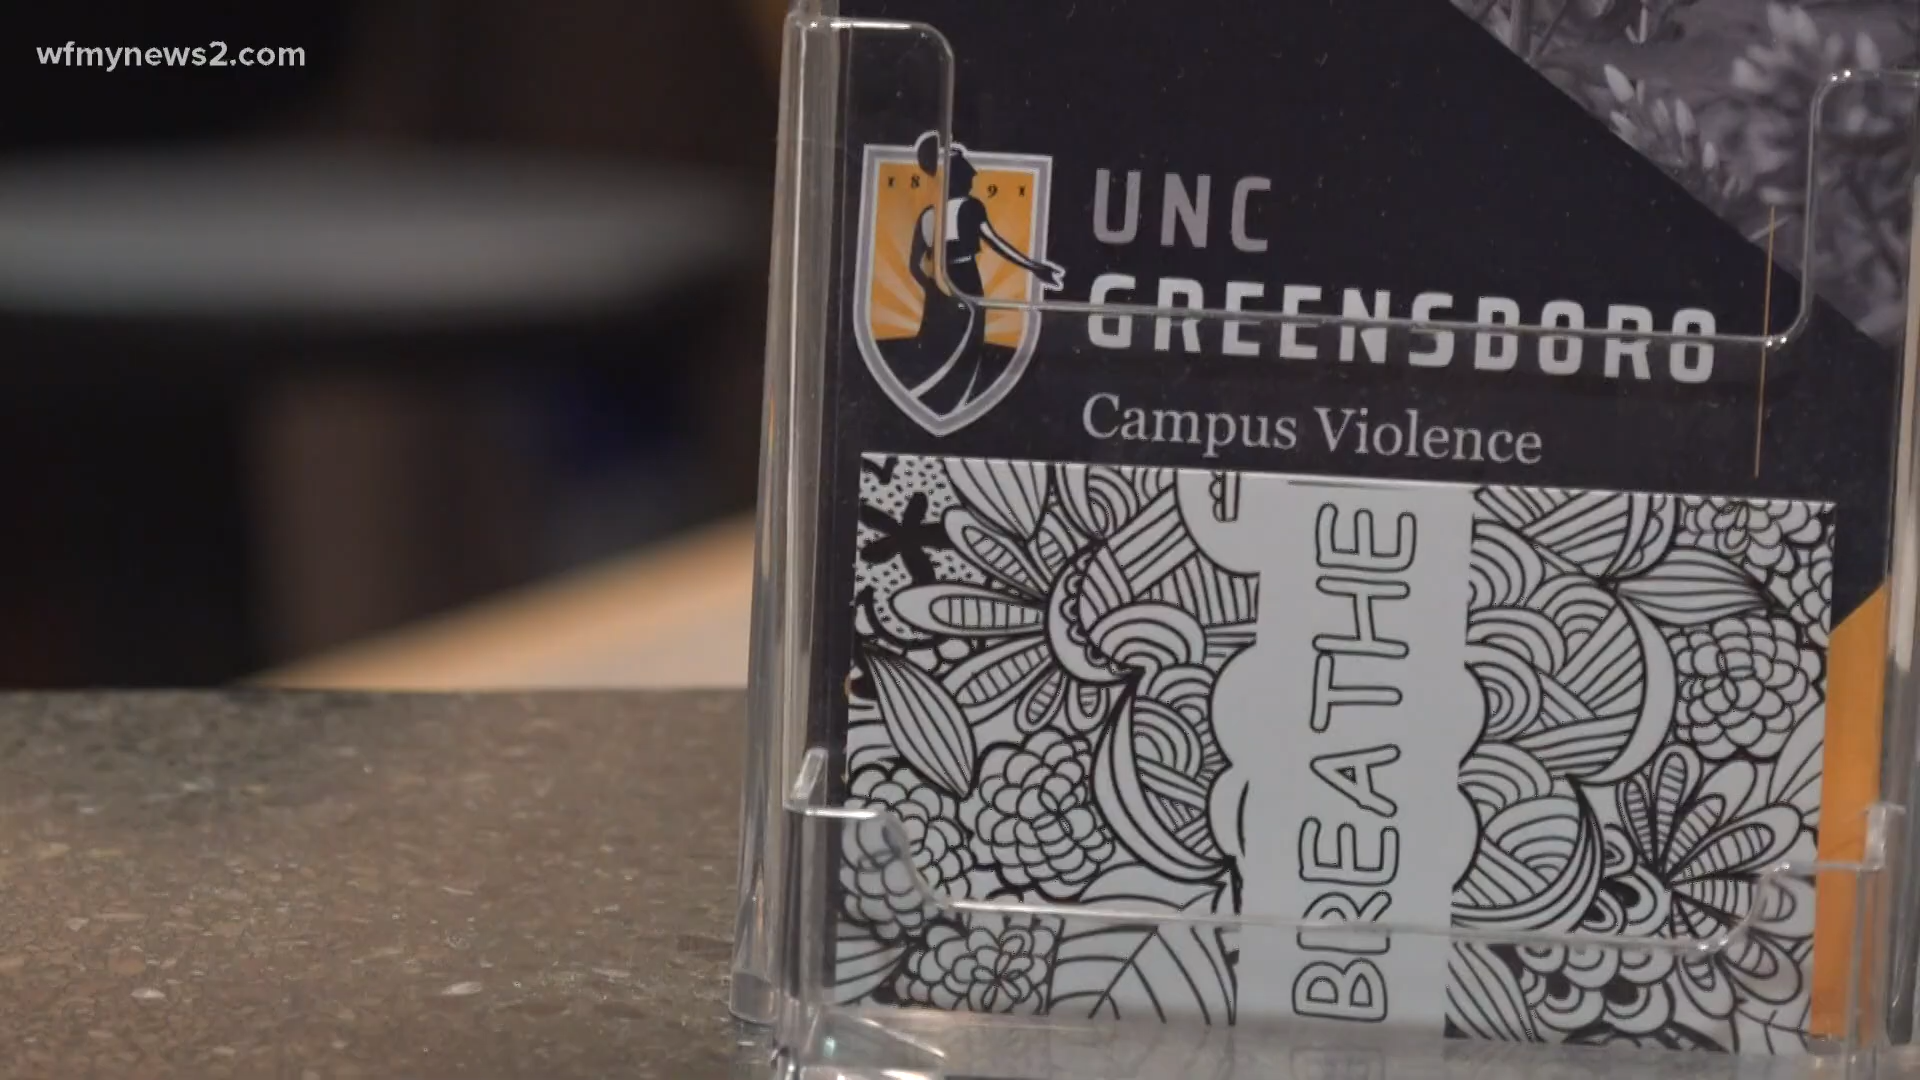 wfmynews2.com
1891
UNC
GREENSBORO
Campus Violence
BREATHE